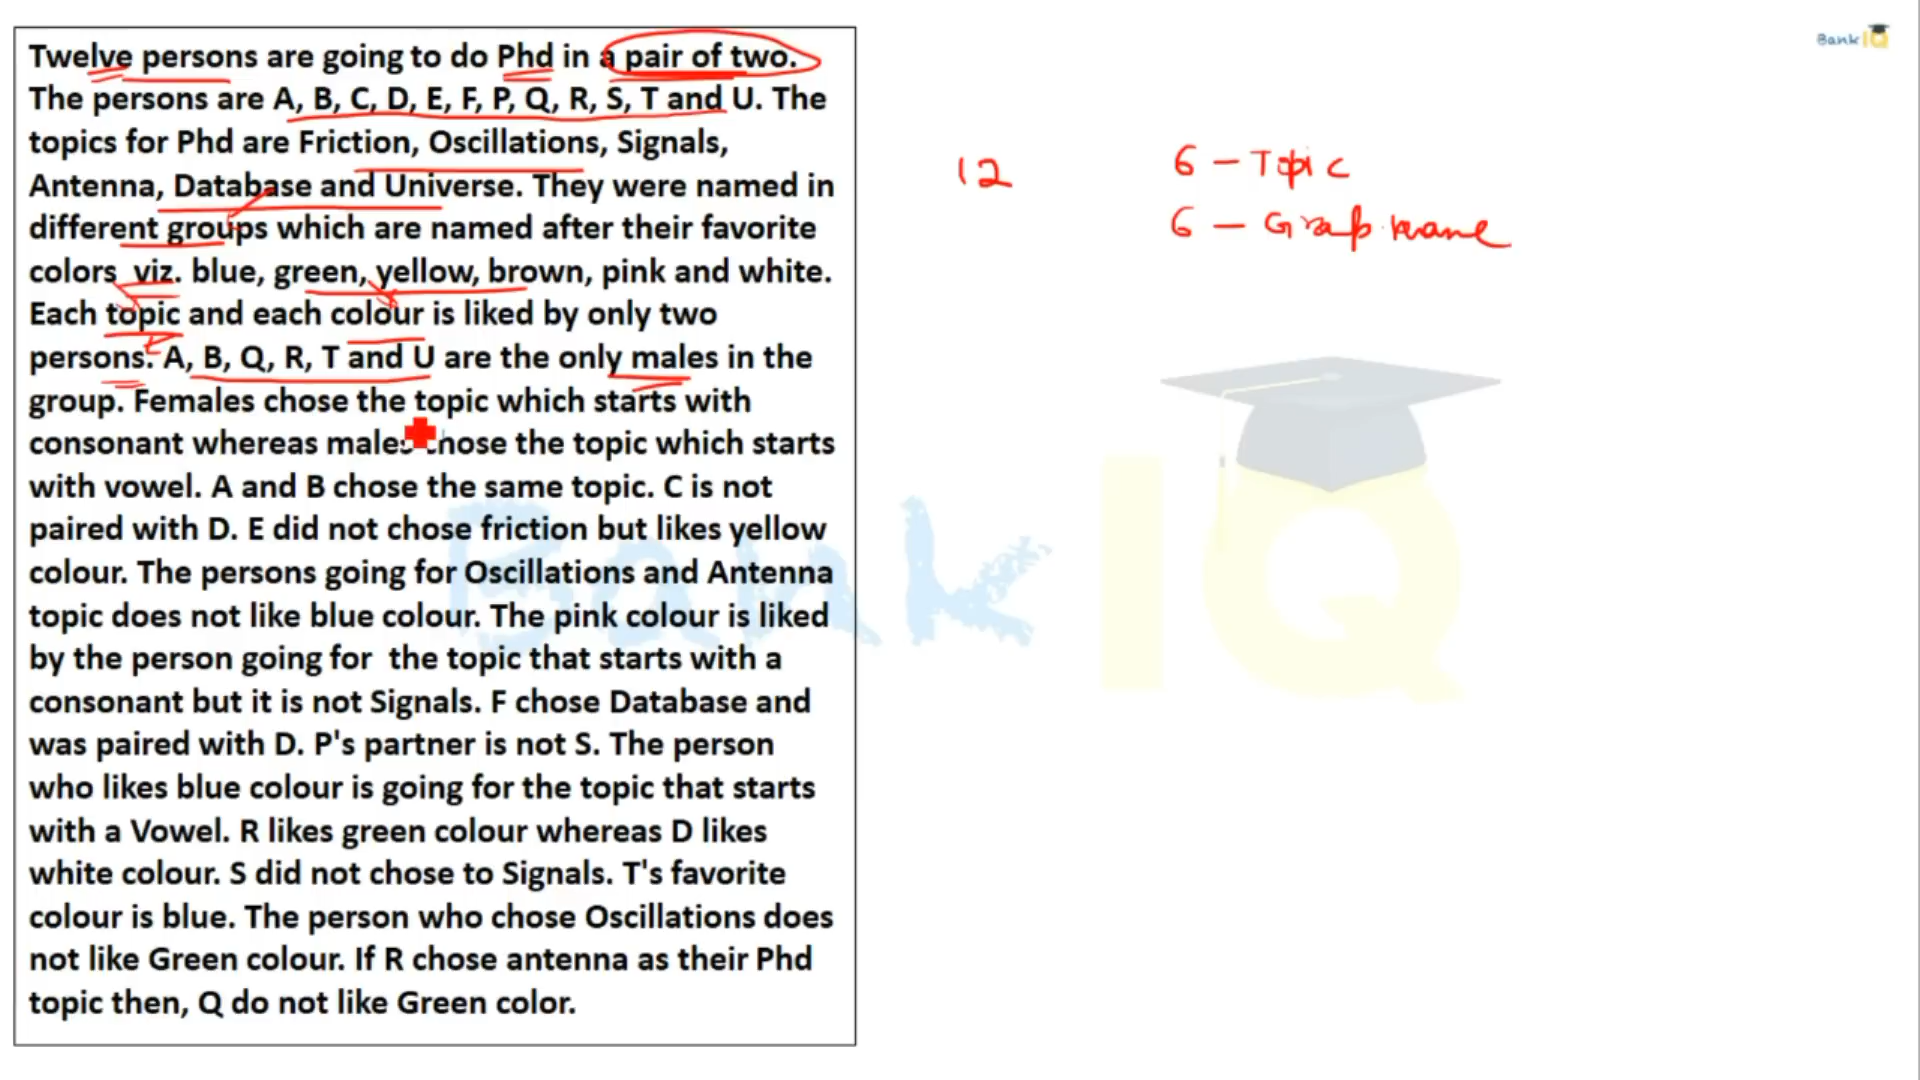 Twelve persons are going to do Phd in a pair of two.
The persons are A, B, C, D, E, F, P, Q, R, S, T and U. The
topics for Phd are Friction, Oscillations, Signals,
Antenna, Database and Universe. They were named in
different groups which are named after their favorite
colors viz. blue, green, yellow, brown, pink and white.
Each topic and each colour is liked by only two
persons. A, B, Q, R, T and U are the only males in the
group. Females chose the topic which starts with
consonant whereas males chose the topic which starts
with vowel. A and B chose the same topic. C is not
paired with D. E did not chose friction but likes yellow
colour. The persons going for Oscillations and Antenna
topic does not like blue colour. The pink colour is liked
by the person going for the topic that starts with a
consonant but it is not Signals. F chose Database and
was paired with D. P's partner is not S. The person
who likes blue colour is going for the topic that starts
with a Vowel. R likes green colour whereas D likes
white colour. S did not chose to Signals. T's favorite
colour is blue. The person who chose Oscillations does
not like Green colour. If R chose antenna as their Phd
topic then, Q do not like Green color.
12
6 - Topic
6 -
Bank IQ
Bank IQ